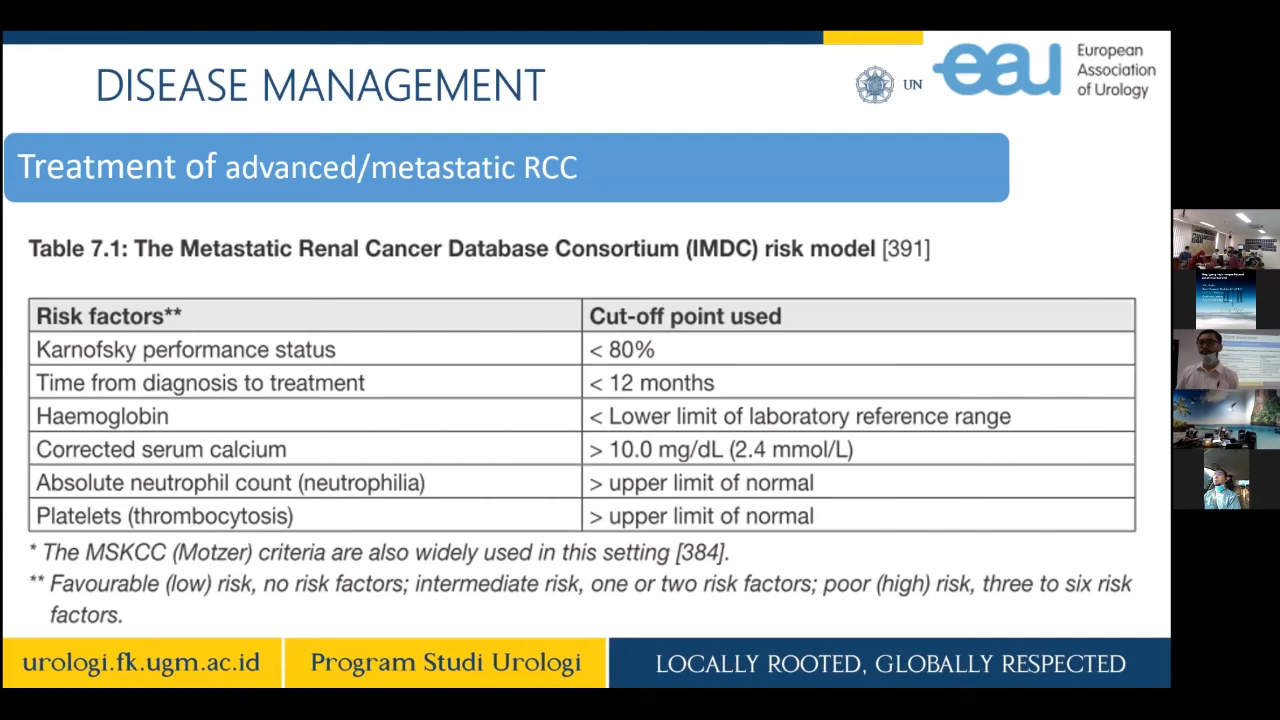 DISEASE MANAGEMENT
UN
eau
European
Association
of Urology
Treatment of advanced/metastatic RCC
Table 7.1: The Metastatic Renal Cancer Database Consortium (IMDC) risk model [391]
Risk factors** Cut-off point used
Karnofsky performance status < 80%
Time from diagnosis to treatment < 12 months
Haemoglobin < Lower limit of laboratory reference range
Corrected serum calcium > 10.0 mg/dL (2.4 mmol/L)
Absolute neutrophil count (neutrophilia) > upper limit of normal
Platelets (thrombocytosis) > upper limit of normal
* The MSKCC (Motzer) criteria are also widely used in this setting [384].
** Favourable (low) risk, no risk factors; intermediate risk, one or two risk factors; poor (high) risk, three to six risk
factors.
urologi.fk.ugm.ac.id
Program Studi Urologi
LOCALLY ROOTED, GLOBALLY RESPECTED